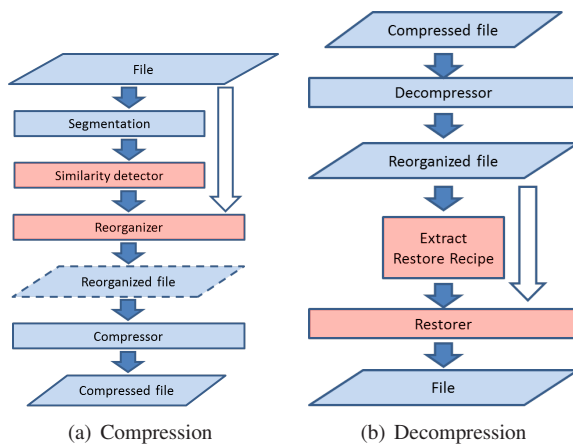 File
Segmentation
Similarity detector
Reorganizer
Reorganized file
Compressor
Compressed file
(a) Compression
Compressed file
Decompressor
Reorganized file
Extract
Restore Recipe
Restorer
File
(b) Decompression